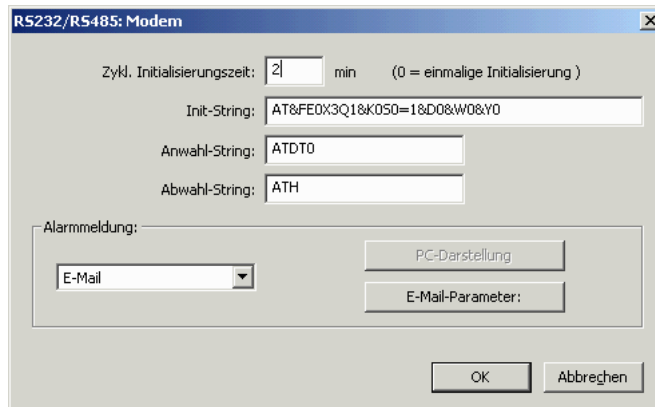 RS232/RS485: Modem
Zykl. Initialisierungszeit: 2 min (0 = einmalige Initialisierung )
Init-String: AT&FE0X3Q1&K0S0=1&D0&W0&Y0
Anwahl-String: ATDT0
Abwahl-String: ATH
Alarmmeldung:
PC-Darstellung
E-Mail
E-Mail-Parameter:
OK Abbrechen